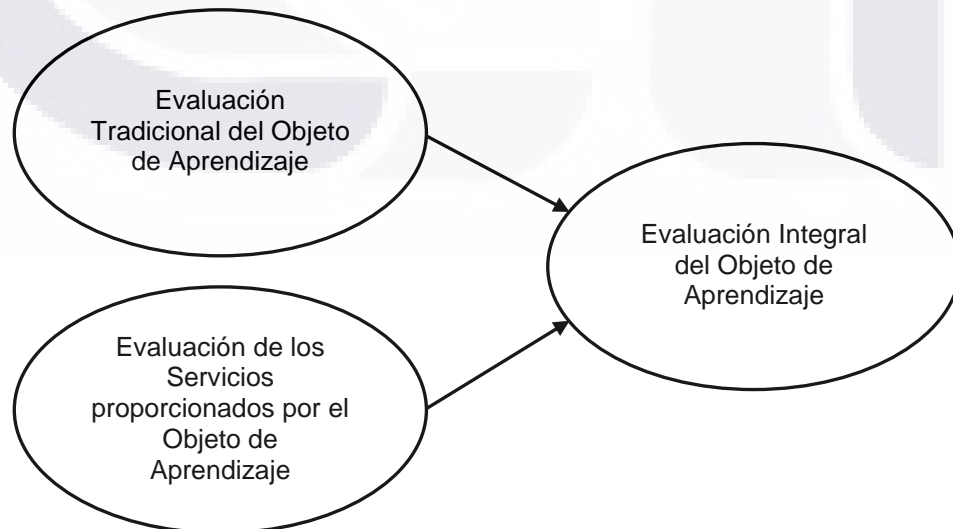 Evaluación
Tradicional del Objeto
de Aprendizaje
Evaluación Integral
del Objeto de
Aprendizaje
Evaluación de los
Servicios
proporcionados por el
Objeto de
Aprendizaje